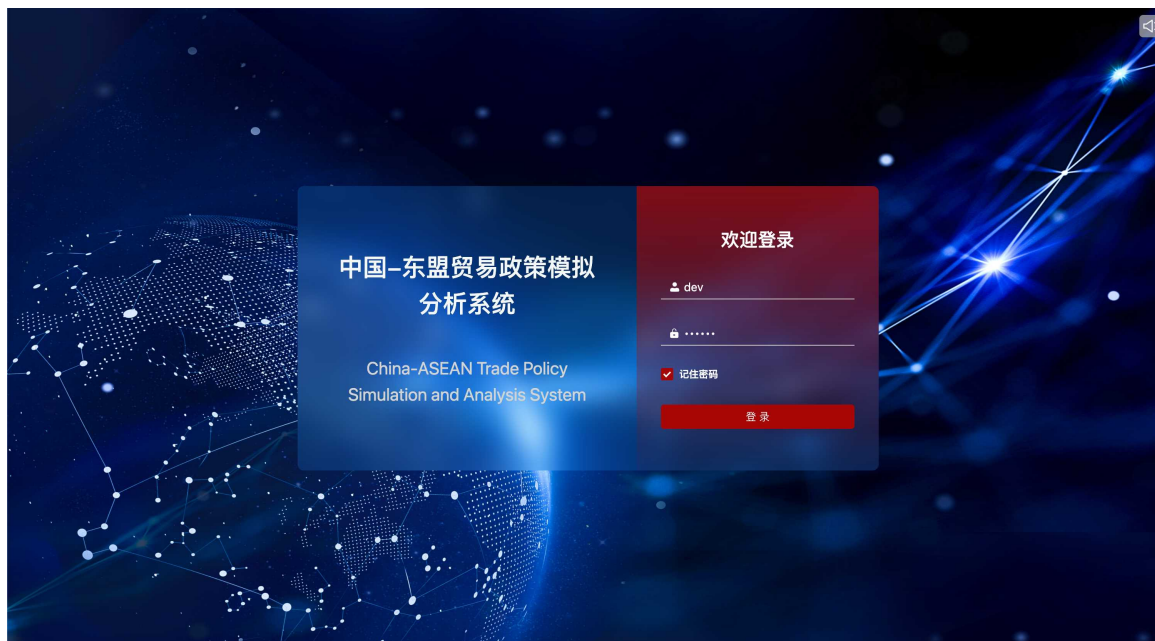 中国–东盟贸易政策模拟
分析系统
China-ASEAN Trade Policy
Simulation and Analysis System
欢迎登录
dev
••••••
记住密码
登 录